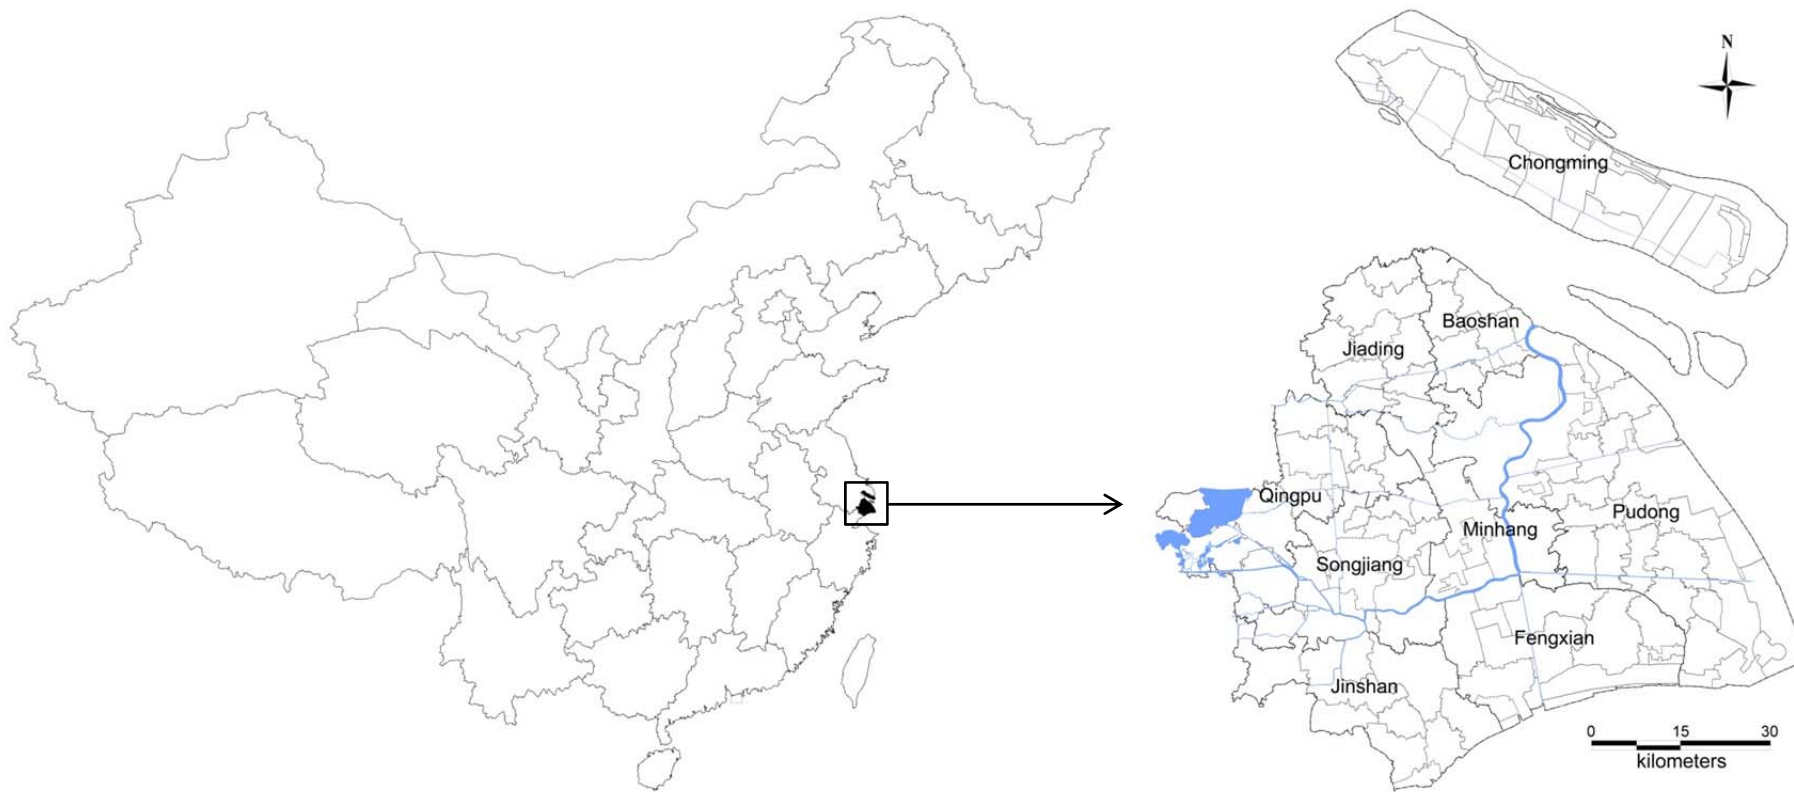 N
Chongming
Baoshan
Jiading
Qingpu
Pudong
Minhang
Songjiang
Fengxian
Jinshan
0 15 30
kilometers